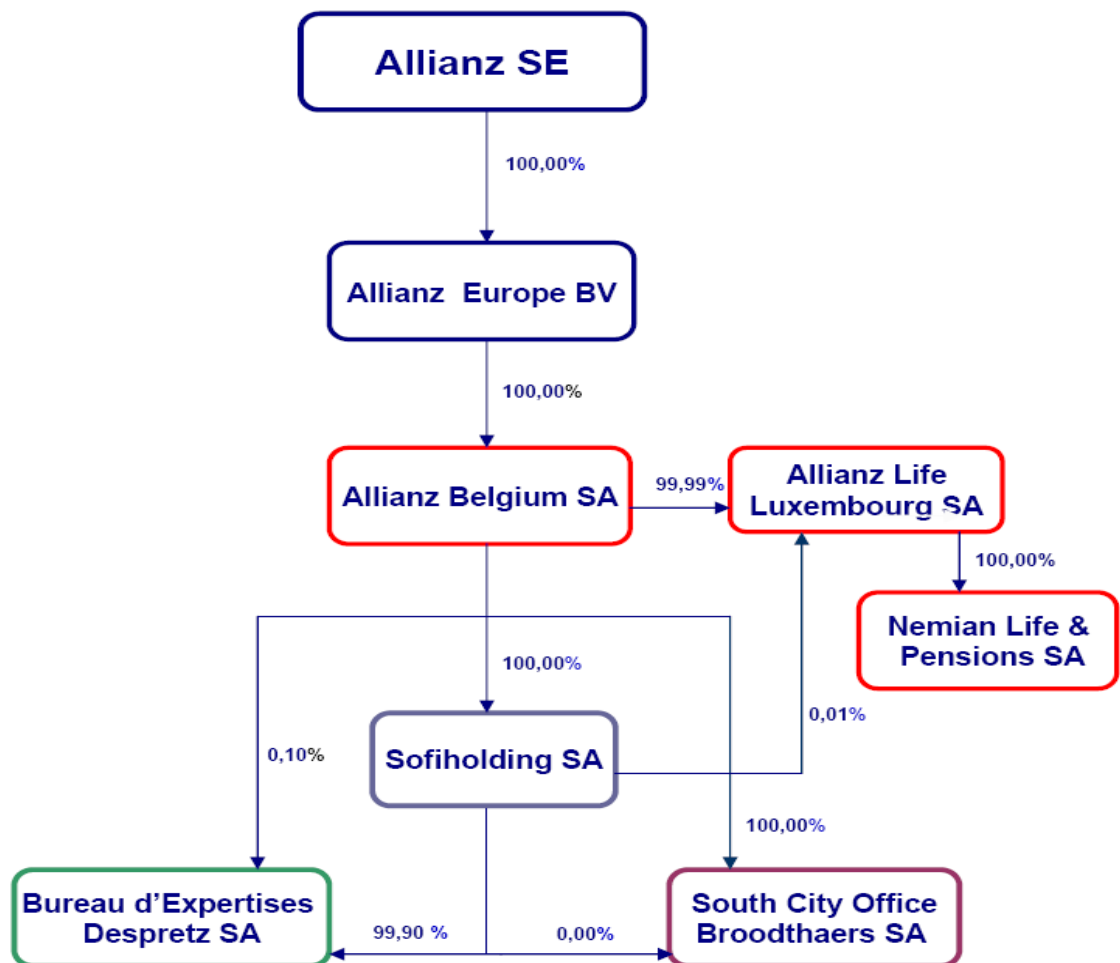 Allianz SE
100,00%
Allianz Europe BV
100,00%
Allianz Belgium SA
99,99%
Allianz Life
Luxembourg SA
100,00%
Nemian Life &
Pensions SA
100,00%
0,01%
Sofiholding SA
0,10%
100,00%
Bureau d’Expertises
Despretz SA
99,90 %
0,00%
South City Office
Broodthaers SA